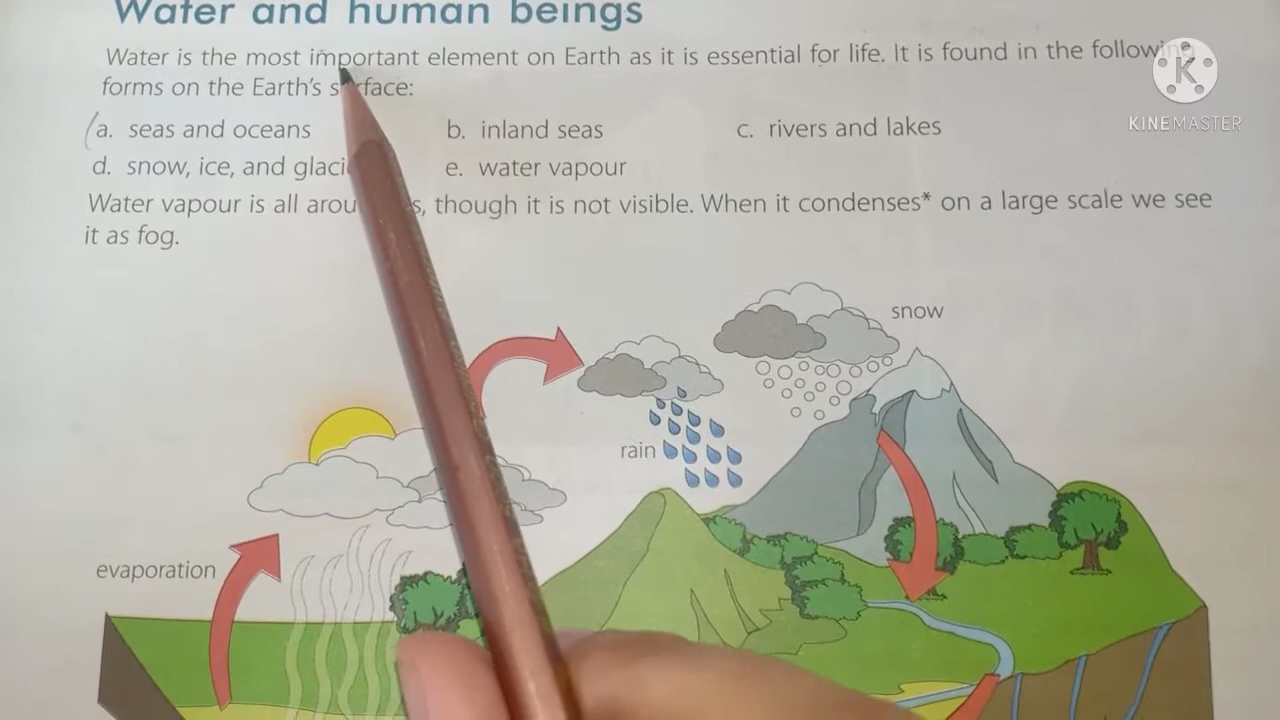 Water and human beings
Water is the most important element on Earth as it is essential for life. It is found in the following
forms on the Earth's surface:
a. seas and oceans b. inland seas c. rivers and lakes
d. snow, ice, and e. water vapour
Water vapour is all, though it is not visible. When it condenses* on a large scale we see
it as fog.
snow
rain
evaporation
K
KINEMASTER